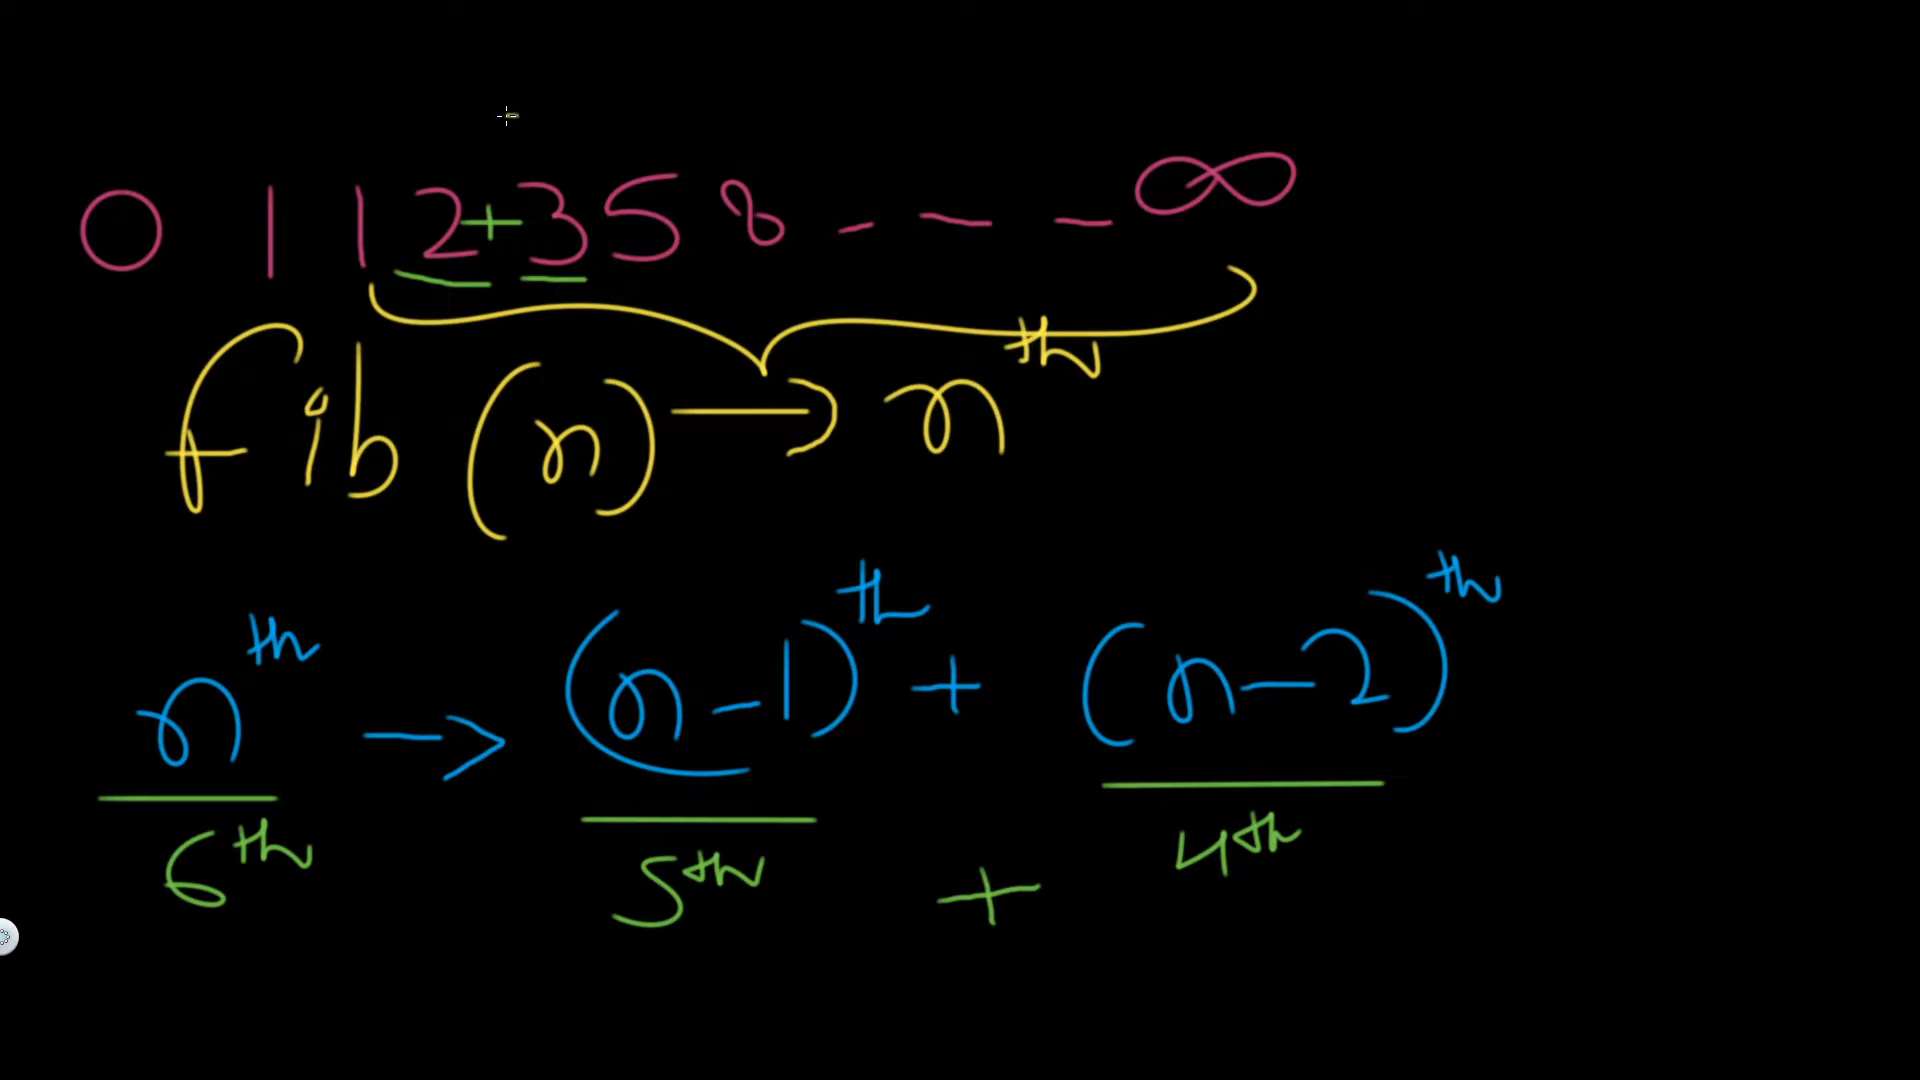 0 1 1 2 + 3 5 8 - - - ∞
fib (n) → nth
nth → (n-1)th + (n-2)th
6th 5th + 4th